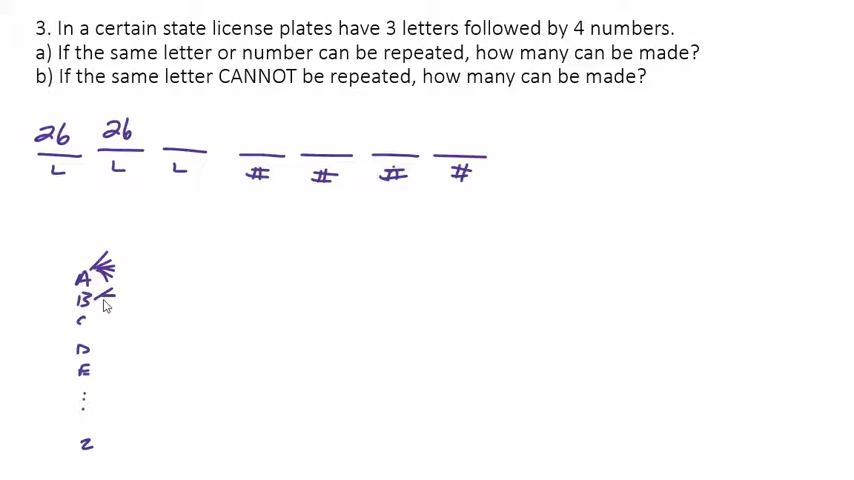 3. In a certain state license plates have 3 letters followed by 4 numbers.
a) If the same letter or number can be repeated, how many can be made?
b) If the same letter CANNOT be repeated, how many can be made?
26 26
L L L # # # #
A
B
C
D
E
⋮
Z